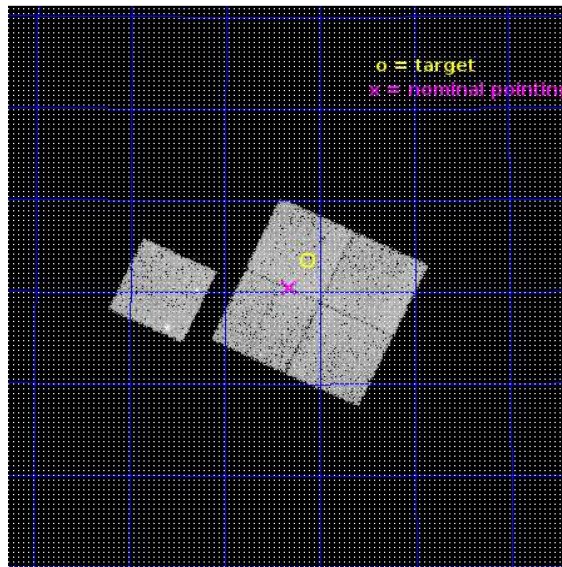 o = target
x = nominal pointing